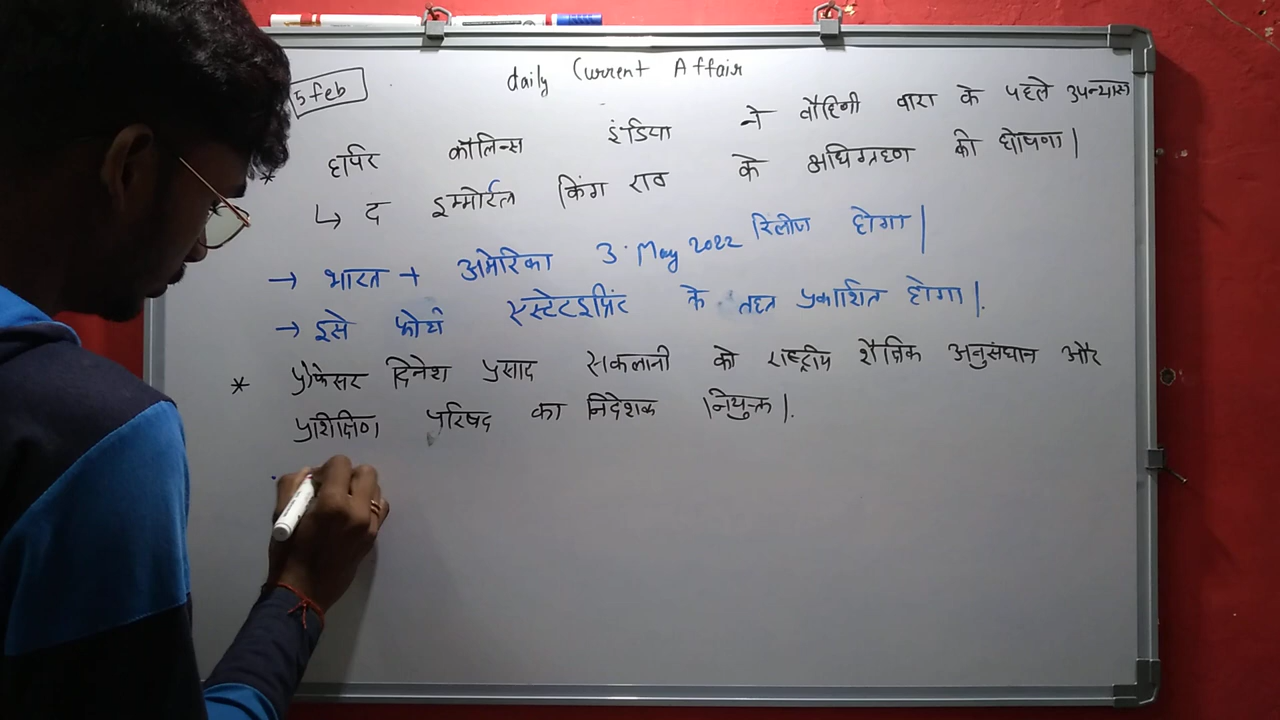 daily Current Affair
5 feb
* हार्पर कॉलिन्स इंडिया ने वौहिनी वारा के पहले उपन्यास
↳ द इम्मोर्टल किंग राव के अधिग्रहण की घोषणा |
→ भारत + अमेरिका 3 May 2022 रिलीज होगा |
→ इसे फोर्थ एस्टेटइप्रिंट के तहत प्रकाशित होगा |.
* प्रोफेसर दिनेश प्रसाद सकलानी को राष्ट्रीय शैक्षिक अनुसंधान और
प्रशिक्षण परिषद का निदेशक नियुक्त |.